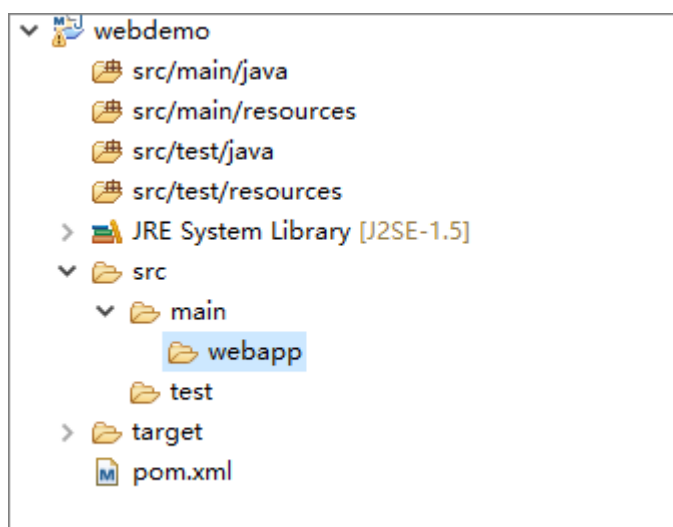 webdemo
src/main/java
src/main/resources
src/test/java
src/test/resources
JRE System Library [J2SE-1.5]
src
main
webapp
test
target
pom.xml